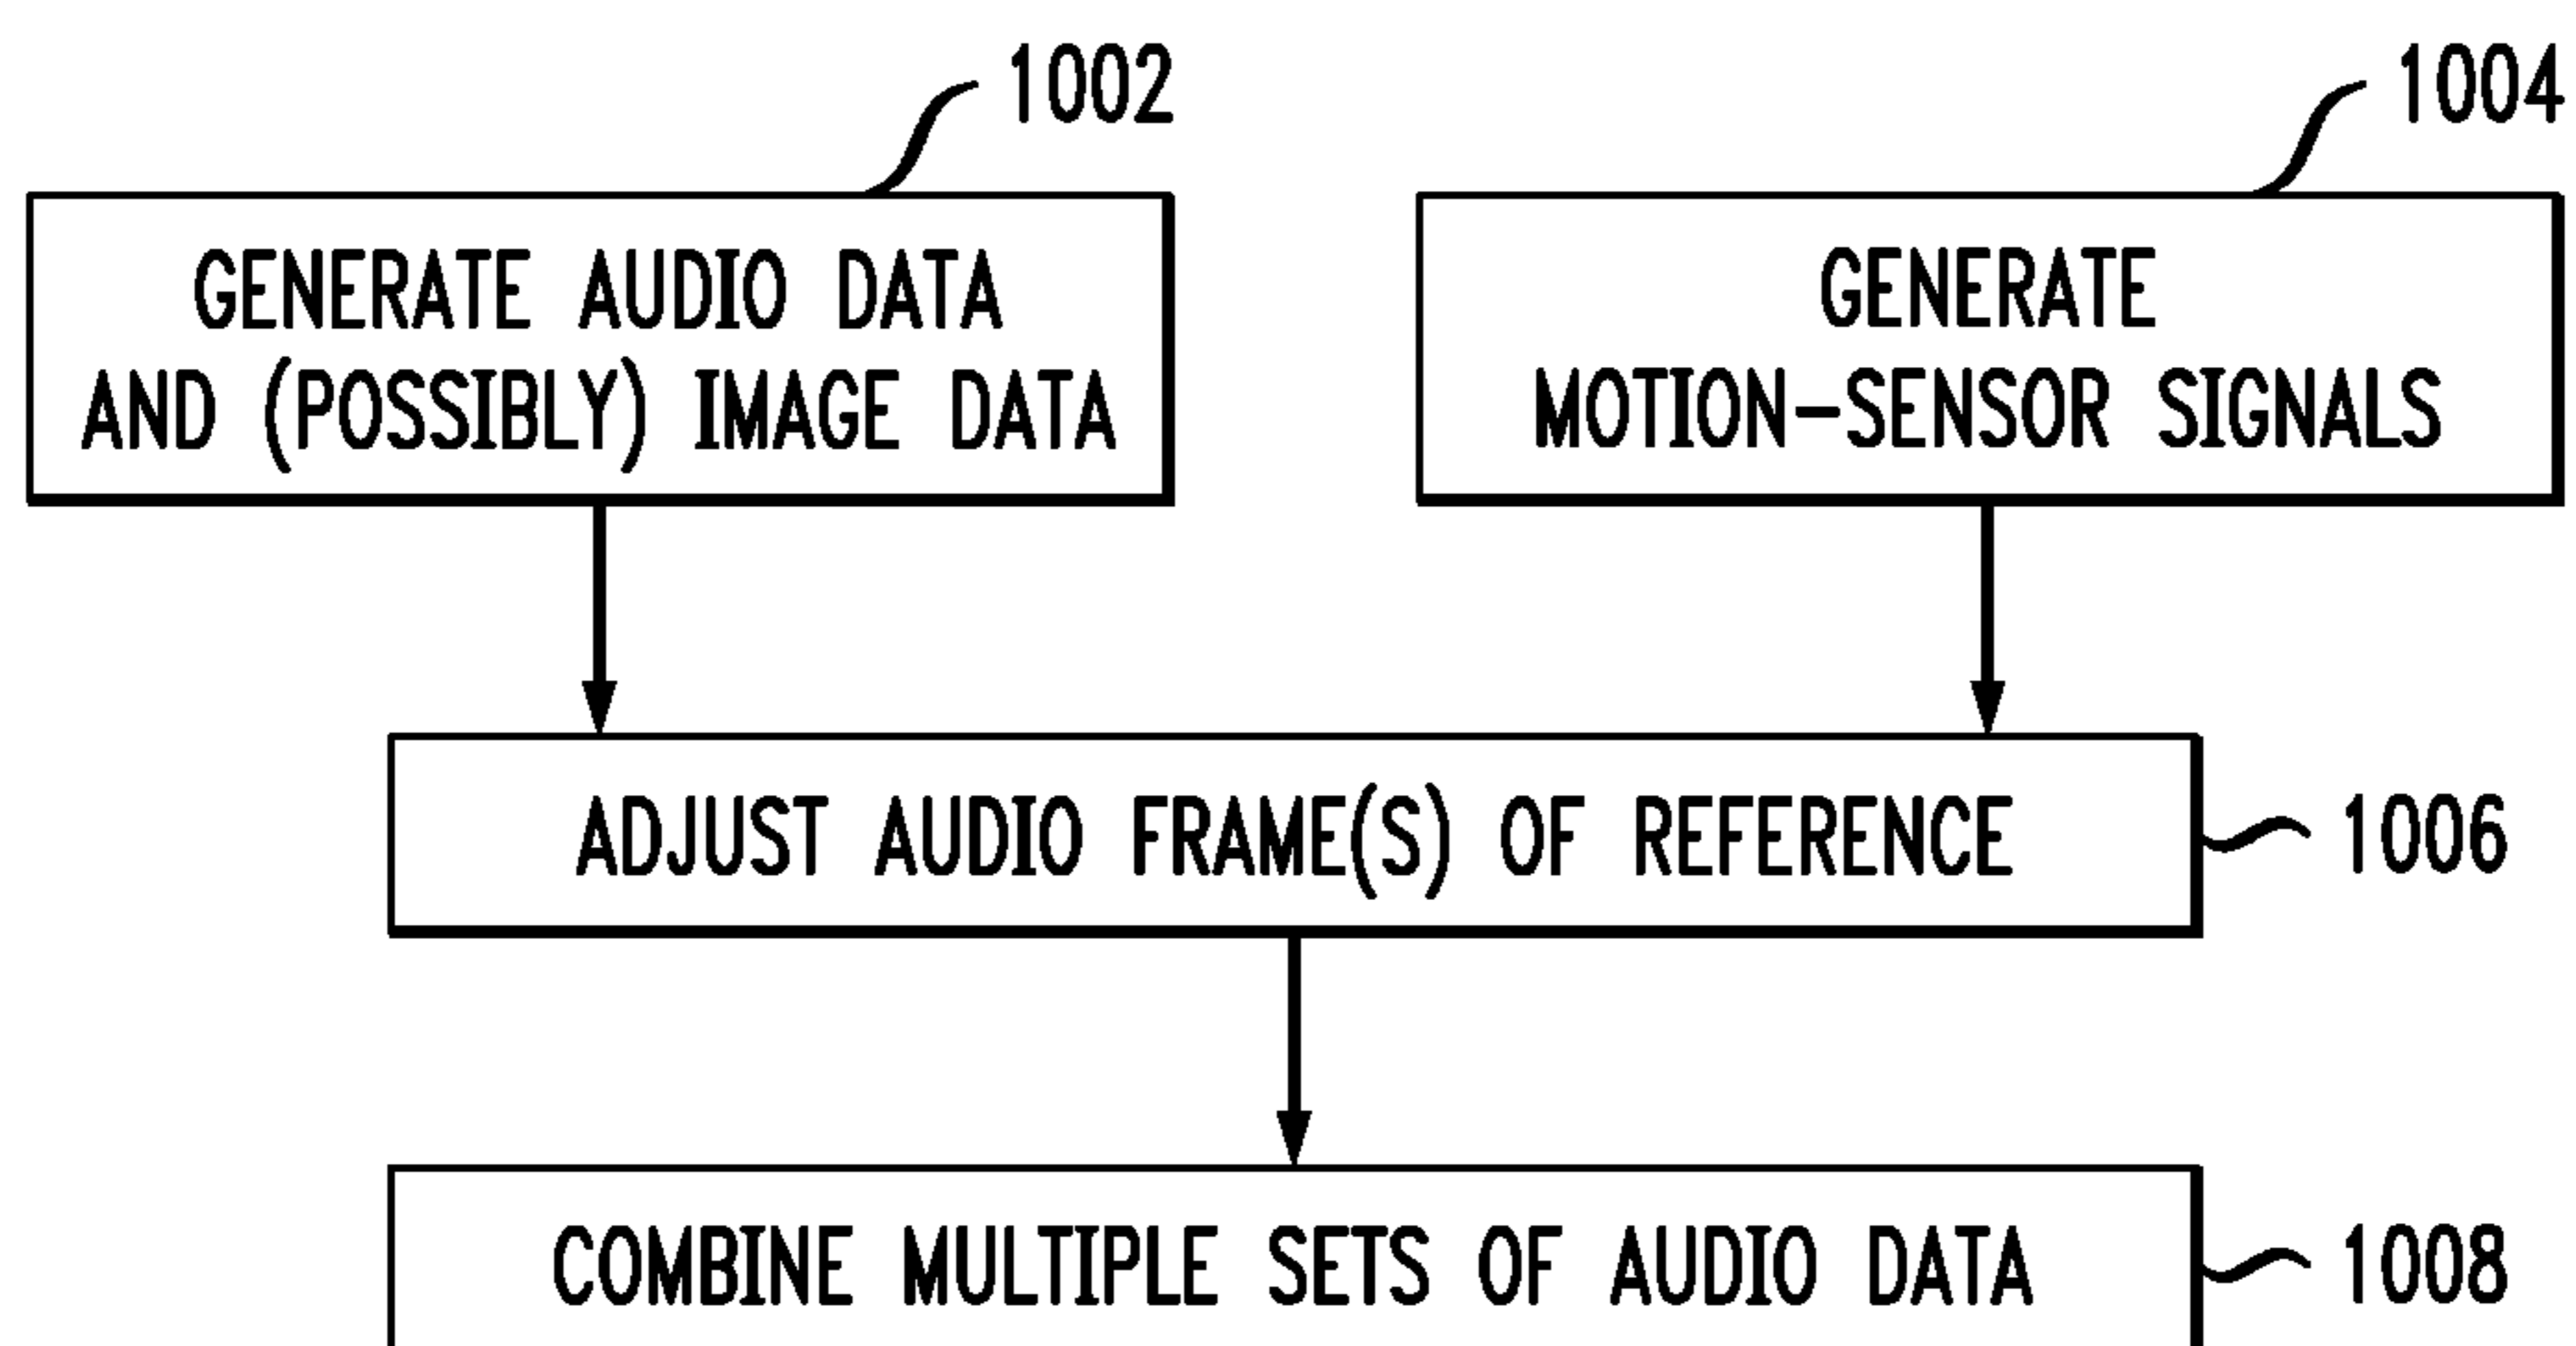 1002
1004
GENERATE AUDIO DATA
AND (POSSIBLY) IMAGE DATA
GENERATE
MOTION-SENSOR SIGNALS
ADJUST AUDIO FRAME(S) OF REFERENCE
1006
COMBINE MULTIPLE SETS OF AUDIO DATA
1008